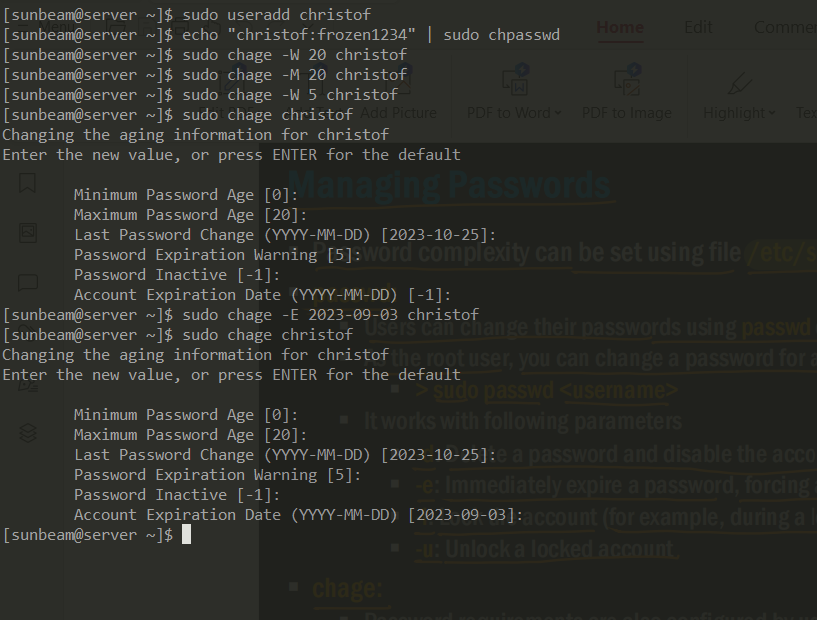 [sunbeam@server ~]$ sudo useradd christof
[sunbeam@server ~]$ echo "christof:frozen1234" | sudo chpasswd
[sunbeam@server ~]$ sudo chage -W 20 christof
[sunbeam@server ~]$ sudo chage -M 20 christof
[sunbeam@server ~]$ sudo chage -W 5 christof
[sunbeam@server ~]$ sudo chage christof
Changing the aging information for christof
Enter the new value, or press ENTER for the default
Minimum Password Age [0]:
Maximum Password Age [20]:
Last Password Change (YYYY-MM-DD) [2023-10-25]:
Password Expiration Warning [5]:
Password Inactive [-1]:
Account Expiration Date (YYYY-MM-DD) [-1]:
[sunbeam@server ~]$ sudo chage -E 2023-09-03 christof
[sunbeam@server ~]$ sudo chage christof
Changing the aging information for christof
Enter the new value, or press ENTER for the default
Minimum Password Age [0]:
Maximum Password Age [20]:
Last Password Change (YYYY-MM-DD) [2023-10-25]:
Password Expiration Warning [5]:
Password Inactive [-1]:
Account Expiration Date (YYYY-MM-DD) [2023-09-03]:
[sunbeam@server ~]$
Home Edit Comme
Add Picture PDF to Word PDF to Image Highlight
Managing Passwords
Password complexity can be set using file /etc/s
Users can change their passwords using passwd
the root user, you can change a password for a
> sudo passwd <username>
It works with following parameters
a password and disable the acco
-e: Immediately expire a password, forcing
account (for example, during a l
-u: Unlock a locked account
chage:
Password requirements are also configured by